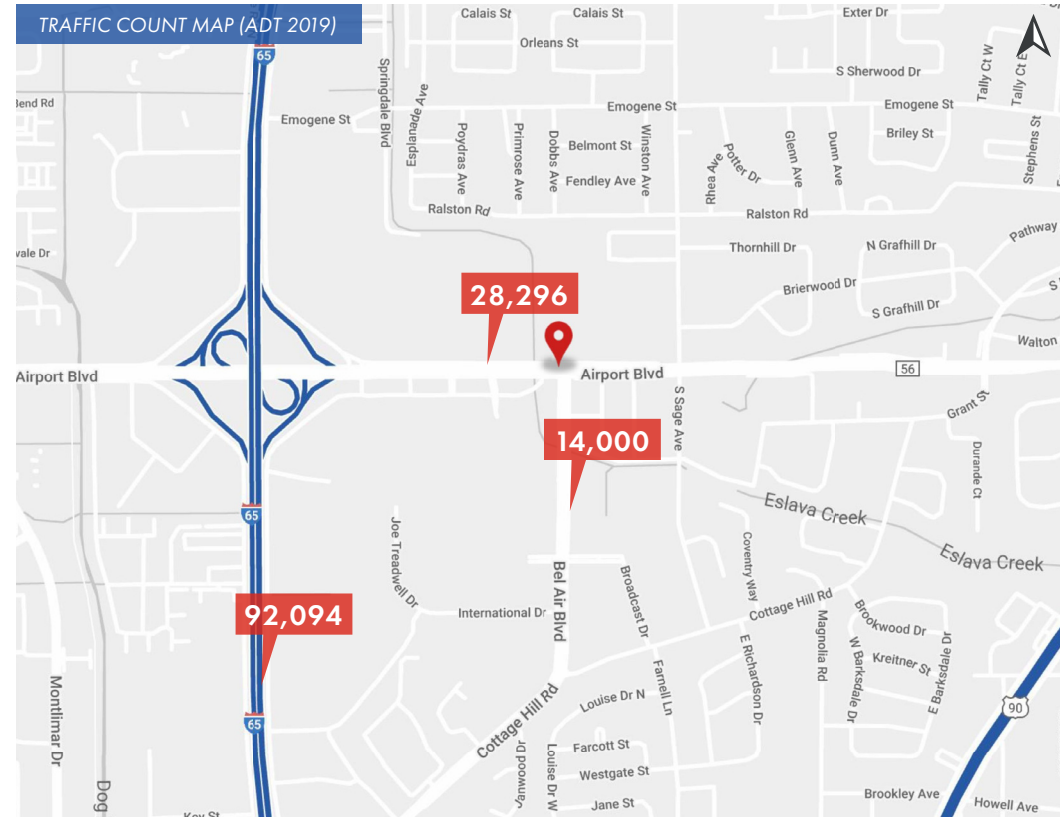 TRAFFIC COUNT MAP (ADT 2019)
Calais St
Calais St
Exter Dr
65
Orleans St
Tally Ct W
Tally Ct E
Springdale Blvd
Esplanade Ave
S Sherwood Dr
Bend Rd
Emogene St
Emogene St
Emogene St
Poydras Ave
Primrose Ave
Dobbs Ave
Belmont St
Winston Ave
Rhea Ave
Potter Dr
Glenn Ave
Dunn Ave
Briley St
Stephens St
Fendley Ave
Ralston Rd
Ralston Rd
vale Dr
Thornhill Dr
N Grafhill Dr
Pathway
Brierwood Dr
S Grafhill Dr
28,296
Walton
Airport Blvd
Airport Blvd
56
S Sage Ave
Grant St
14,000
Durande Ct
Eslava Creek
65
Joe Treadwell Dr
Coventry Way
Eslava Creek
Bel Air Blvd
Broadcast Dr
92,094
International Dr
Cottage Hill Rd
Magnolia Rd
Brookwood Dr
E Richardson Dr
W Barksdale Dr
Kreitner St
E Barksdale Dr
Farnell Ln
Montlimar Dr
Cottage Hill Rd
Louise Dr N
90
65
Farcott St
Louise Dr W
Westgate St
Dog
Jane St
Brookley Ave
Howell Ave